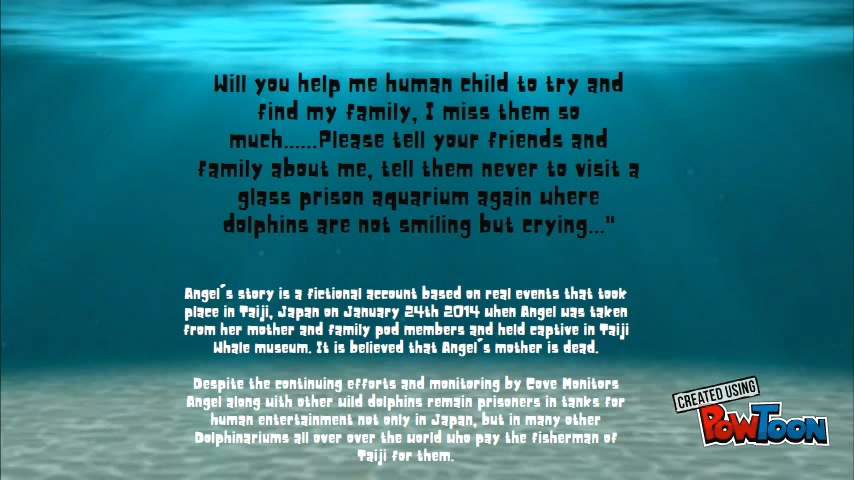 Will you help me human child to try and
find my family, I miss them so
much......Please tell your friends and
family about me, tell them never to visit a
glass prison aquarium again where
dolphins are not smiling but crying..."
Angel´s story is a fictional account based on real events that took
place in Taiji, Japan on January 24th 2014 when Angel was taken
from her mother and family pod members and held captive in Taiji
Whale museum. It is believed that Angel´s mother is dead.
Despite the continuing efforts and monitoring by Cove Monitors
Angel along with other wild dolphins remain prisoners in tanks for
human entertainment not only in Japan, but in many other
Dolphinariums all over over the world who pay the fisherman of
Taiji for them.
CREATED USING
POWTOON